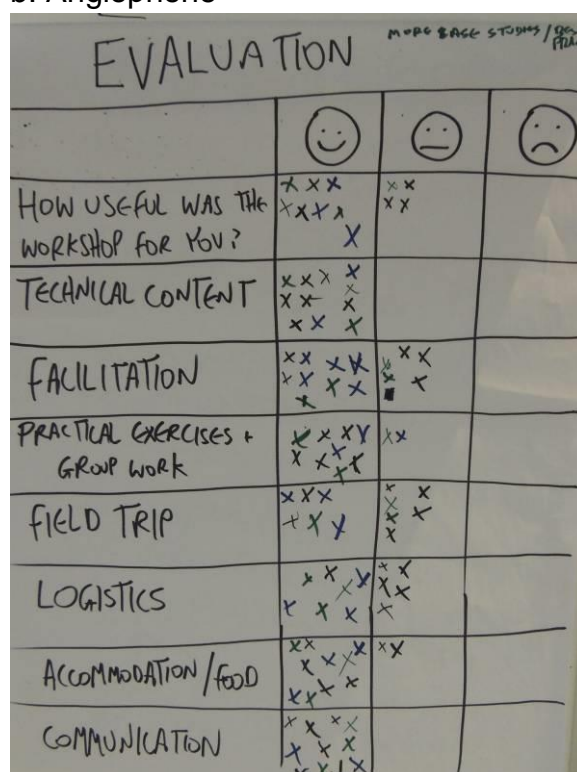 b. Anglophone
EVALUATION
MORE CASE STUDIES /
HOW USEFUL WAS THE
WORKSHOP FOR YOU?
TECHNICAL CONTENT
FACILITATION
PRACTICAL EXERCISES +
GROUP WORK
FIELD TRIP
LOGISTICS
ACCOMMODATION/FOOD
COMMUNICATION